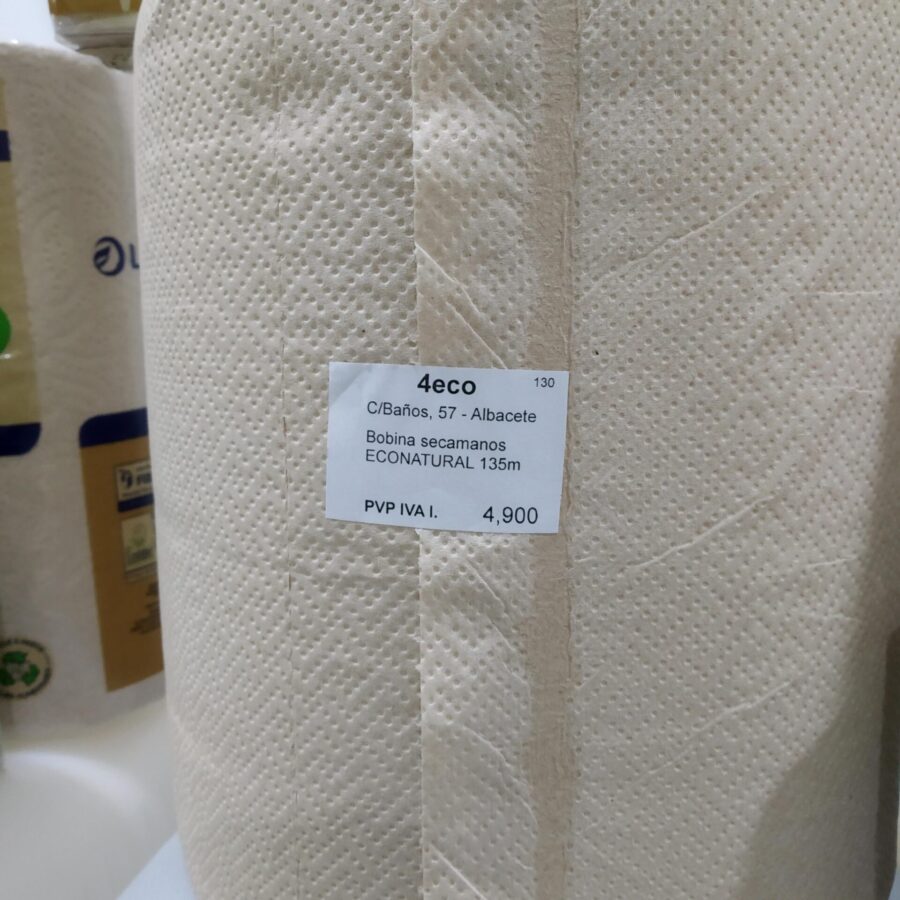 4eco
130
C/Baños, 57 - Albacete
Bobina secamanos
ECONATURAL 135m
PVP IVA I.
4,900